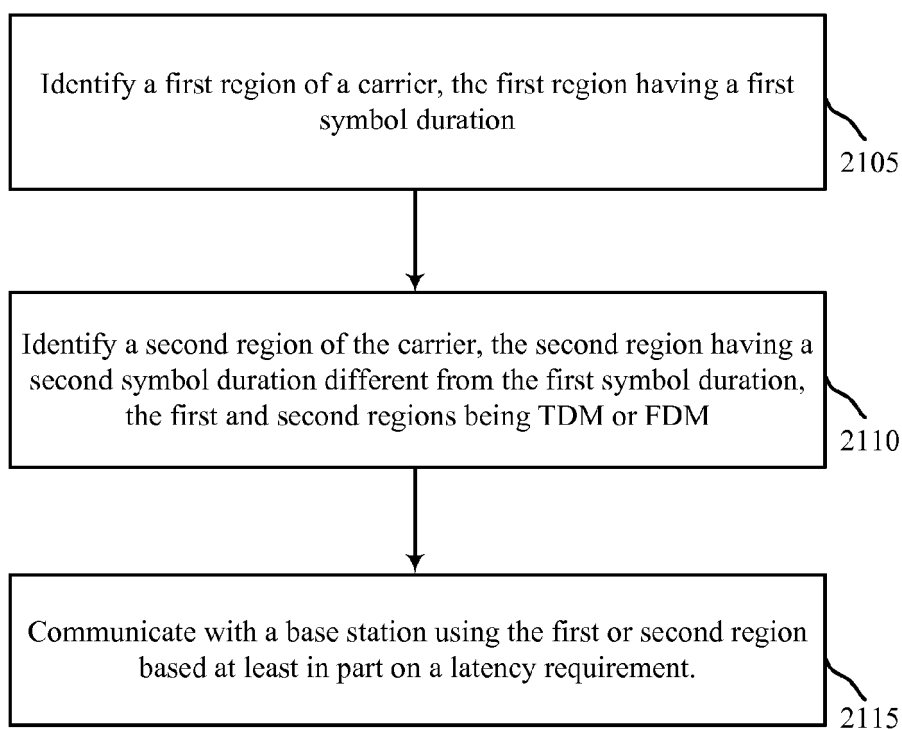 Identify a first region of a carrier, the first region having a first
symbol duration
2105
Identify a second region of the carrier, the second region having a
second symbol duration different from the first symbol duration,
the first and second regions being TDM or FDM
2110
Communicate with a base station using the first or second region
based at least in part on a latency requirement.
2115